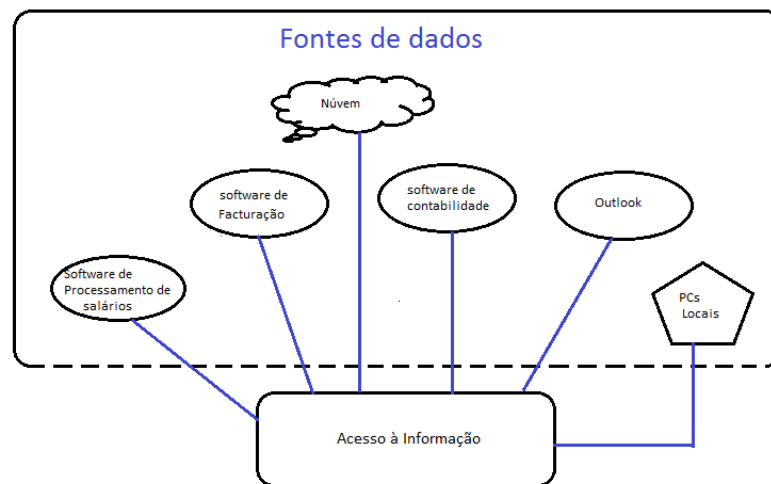 Fontes de dados
Núvem
software de
Facturação
software de
contabilidade
Outlook
Software de
Processamento de
salários
PCs
Locais
Acesso à Informação